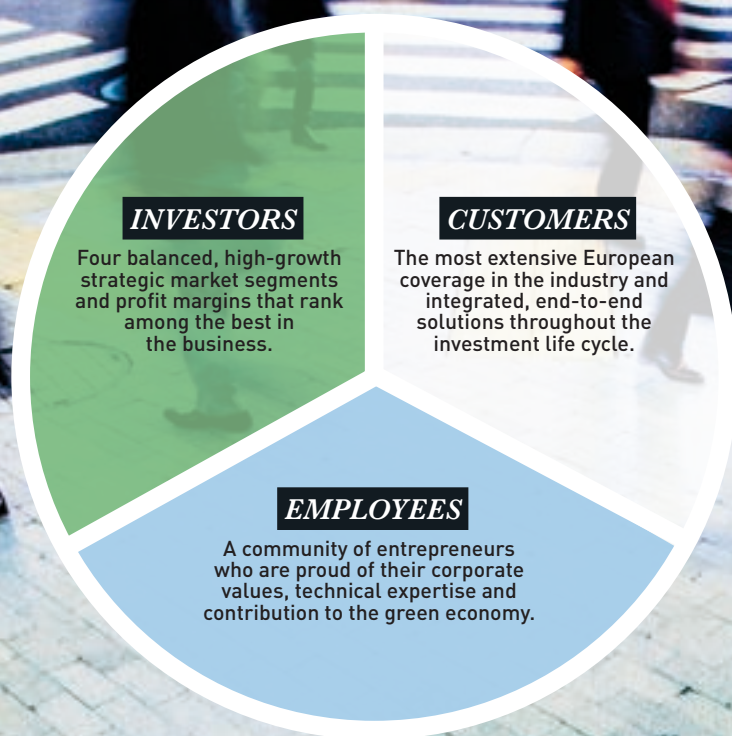 INVESTORS
Four balanced, high-growth
strategic market segments
and profit margins that rank
among the best in
the business.
CUSTOMERS
The most extensive European
coverage in the industry and
integrated, end-to-end
solutions throughout the
investment life cycle.
EMPLOYEES
A community of entrepreneurs
who are proud of their corporate
values, technical expertise and
contribution to the green economy.